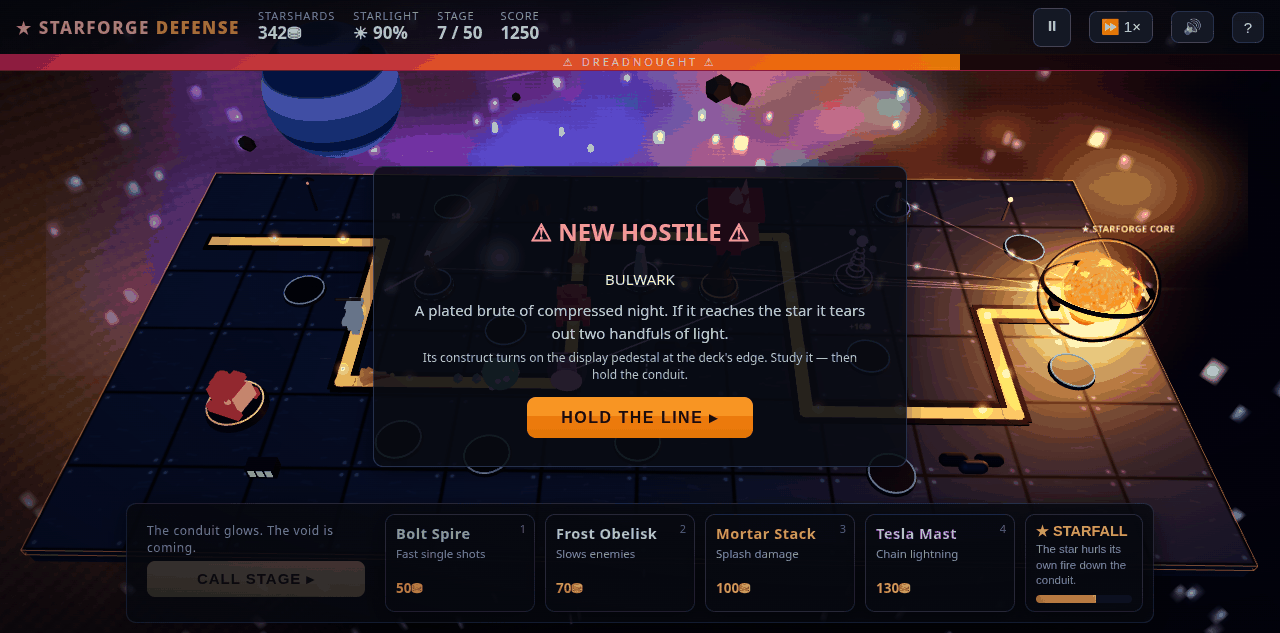 ★ STARFORGE DEFENSE
STARSHARDS
342
STARLIGHT
☀ 90%
STAGE
7 / 50
SCORE
1250
⏸
⏩ 1×
🔊
?
⚠ DREADNOUGHT ⚠
★ STARFORGE CORE
⚠ NEW HOSTILE ⚠
BULWARK
A plated brute of compressed night. If it reaches the star it tears
out two handfuls of light.
Its construct turns on the display pedestal at the deck's edge. Study it — then
hold the conduit.
HOLD THE LINE ▸
The conduit glows. The void is
coming.
CALL STAGE ▸
Bolt Spire
1
Fast single shots
50
Frost Obelisk
2
Slows enemies
70
Mortar Stack
3
Splash damage
100
Tesla Mast
4
Chain lightning
130
★ STARFALL
The star hurls its
own fire down the
conduit.